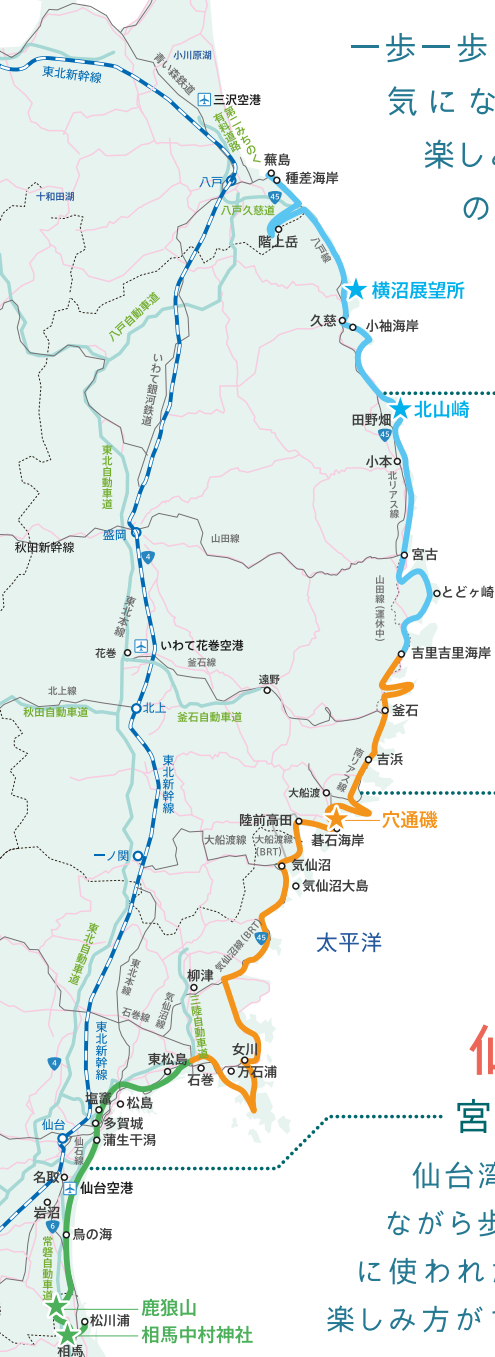 小川原湖
青い森鉄道
東北新幹線
三沢空港
第二みちのく
有料道路
一歩一歩
気にな
楽し
の
蕪島
種差海岸
八戸
45
十和田湖
八戸久慈道
階上岳
八戸線
横沼展望所
八戸自動車道
久慈
小袖海岸
いわて銀河鉄道
北山崎
田野畑
45
東北自動車道
小本
北リアス線
盛岡
秋田新幹線
4
山田線
宮古
山田線(運休中)
とどヶ崎
東北本線
いわて花巻空港
花巻
釜石線
吉里吉里海岸
遠野
北上線
秋田自動車道
北上
釜石自動車道
釜石
南リアス線
吉浜
東北新幹線
大船渡
陸前高田
穴通磯
大船渡線
大船渡線
(BRT)
碁石海岸
一ノ関
気仙沼
気仙沼大島
東北自動車道
気仙沼線(BRT)
45
太平洋
東北本線
柳津
気仙沼線
三陸自動車道
石巻線
東北新幹線
4
東松島
女川
石巻
万石浦
仙
塩竈
松島
宮
仙台
多賀城
蒲生干潟
仙石線
名取
仙台空港
仙台湾
岩沼
6
鳥の海
ながら歩
常磐自動車道
に使われ
鹿狼山
楽しみ方が
松川浦
相馬中村神社
相馬